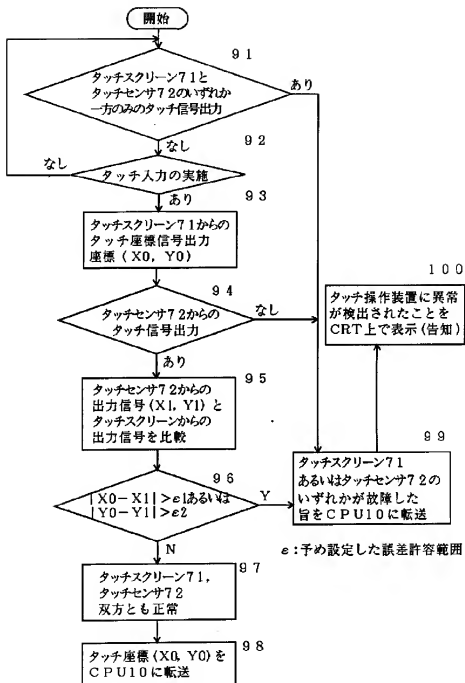 開始
91
タッチスクリーン71と
タッチセンサ72のいずれか
一方のみのタッチ信号出力
あり
なし
92
タッチ入力の実施
なし
あり
93
タッチスクリーン71からの
タッチ座標信号出力
座標(X0, Y0)
94
タッチセンサ72からの
タッチ信号出力
なし
あり
95
タッチセンサ72からの
出力信号(X1, Y1)と
タッチスクリーンからの
出力信号を比較
96
|X0-X1|>ε1あるいは
|Y0-Y1|>ε2
Y
N
97
タッチスクリーン71,
タッチセンサ72
双方とも正常
98
タッチ座標(X0, Y0)を
CPU10に転送
100
タッチ操作装置に異常
が検出されたことを
CRT上で表示(告知)
99
タッチスクリーン71
あるいはタッチセンサ72の
いずれかが故障した
旨をCPU10に転送
ε:予め設定した誤差許容範囲